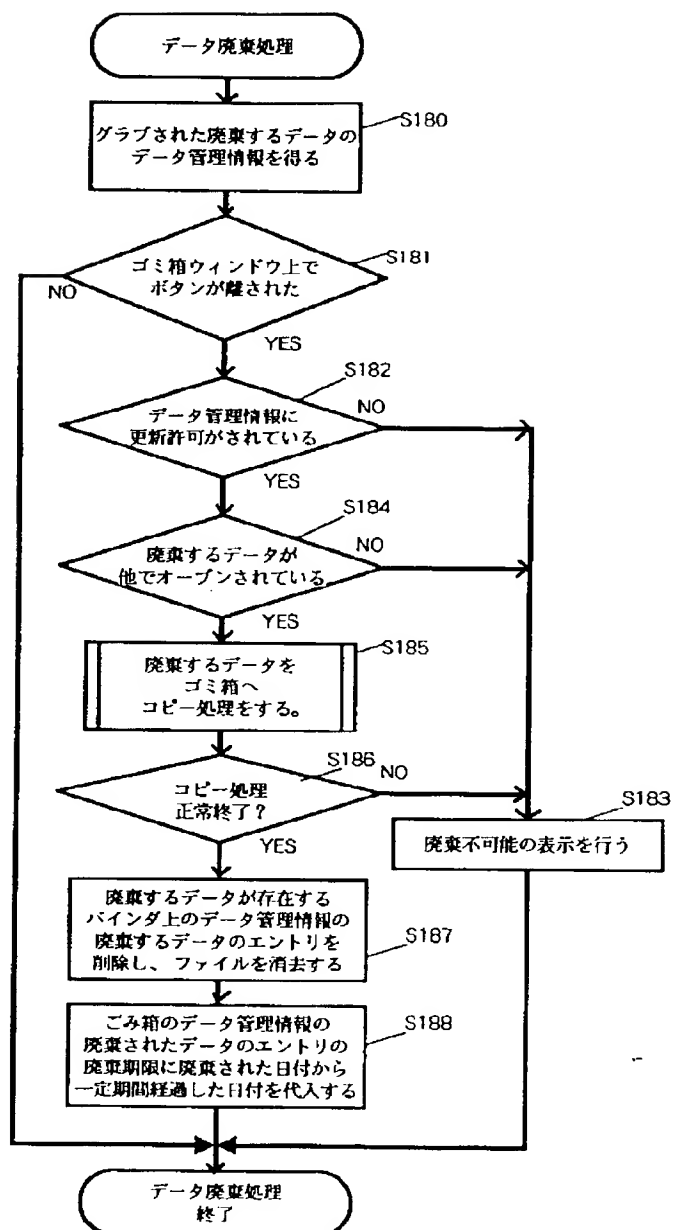 データ廃棄処理
S180
グラブされた廃棄するデータの
データ管理情報を得る
S181
ゴミ箱ウィンドウ上で
ボタンが離された
NO
YES
S182
データ管理情報に
更新許可がされている
NO
YES
S184
廃棄するデータが
他でオープンされている
NO
YES
S185
廃棄するデータを
ゴミ箱へ
コピー処理をする。
S186
コピー処理
正常終了?
NO
YES
S183
廃棄不可能の表示を行う
廃棄するデータが存在する
バインダ上のデータ管理情報の
廃棄するデータのエントリを
削除し、ファイルを消去する
S187
ごみ箱のデータ管理情報の
廃棄されたデータのエントリの
廃棄期限に廃棄された日付から
一定期間経過した日付を代入する
S188
データ廃棄処理
終了